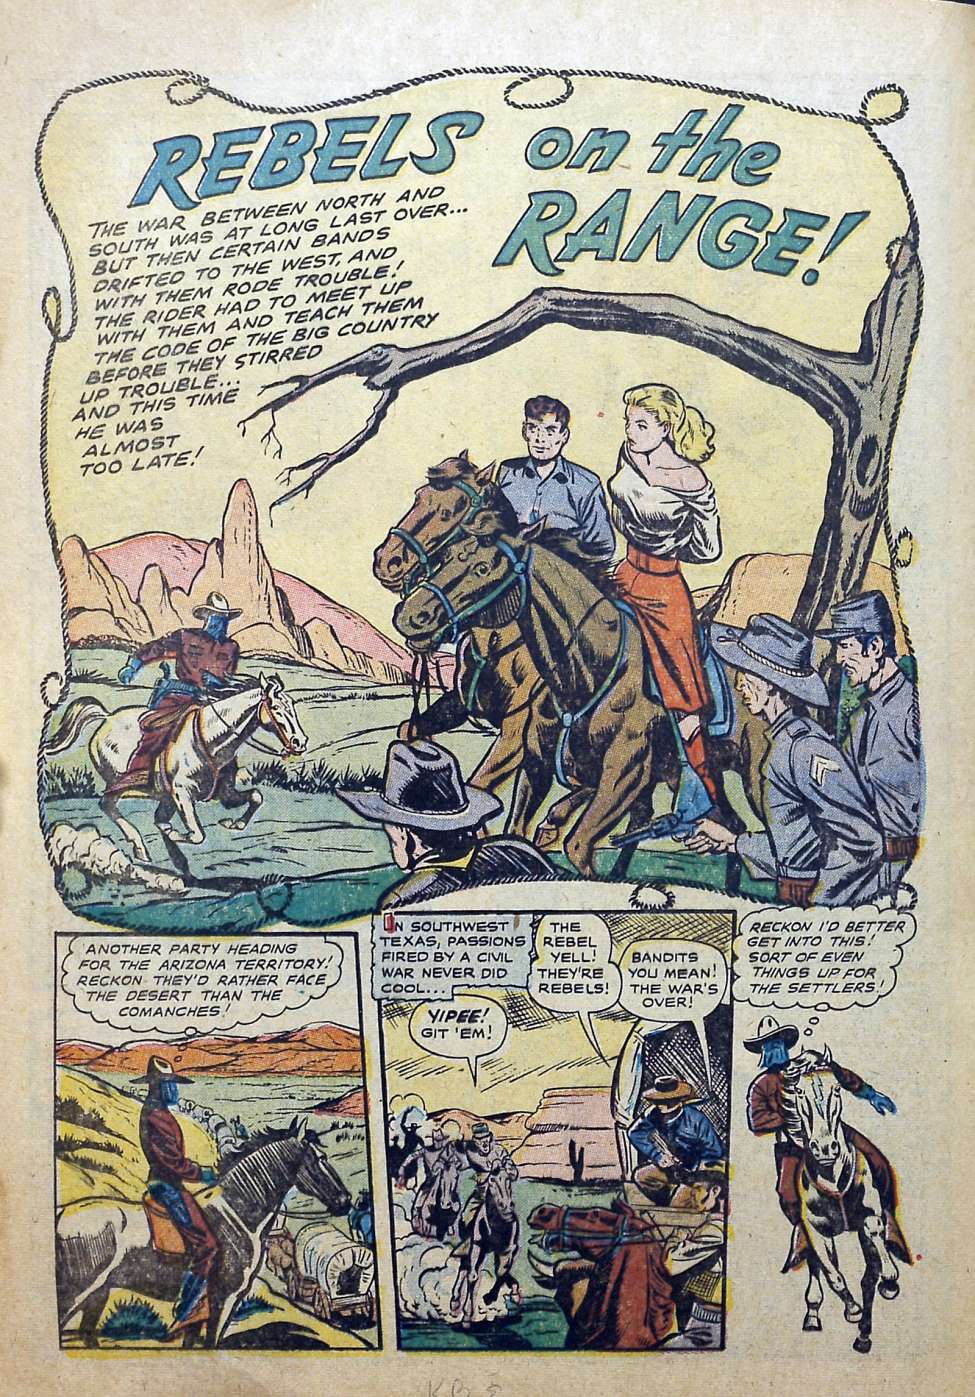 REBELS on the
RANGE!
THE WAR BETWEEN NORTH AND
SOUTH WAS AT LONG LAST OVER...
BUT THEN CERTAIN BANDS
DRIFTED TO THE WEST, AND
WITH THEM RODE TROUBLE!
THE RIDER HAD TO MEET UP
WITH THEM AND TEACH THEM
THE CODE OF THE BIG COUNTRY
BEFORE THEY STIRRED
UP TROUBLE...
AND THIS TIME
HE WAS
ALMOST
TOO LATE!
ANOTHER PARTY HEADING
FOR THE ARIZONA TERRITORY!
RECKON THEY'D RATHER FACE
THE DESERT THAN THE
COMANCHES!
IN SOUTHWEST
TEXAS, PASSIONS
FIRED BY A CIVIL
WAR NEVER DID
COOL...
YIPEE!
GIT 'EM!
THE
REBEL
YELL!
THEY'RE
REBELS!
BANDITS
YOU MEAN!
THE WAR'S
OVER!
RECKON I'D BETTER
GET INTO THIS!
SORT OF EVEN
THINGS UP FOR
THE SETTLERS!